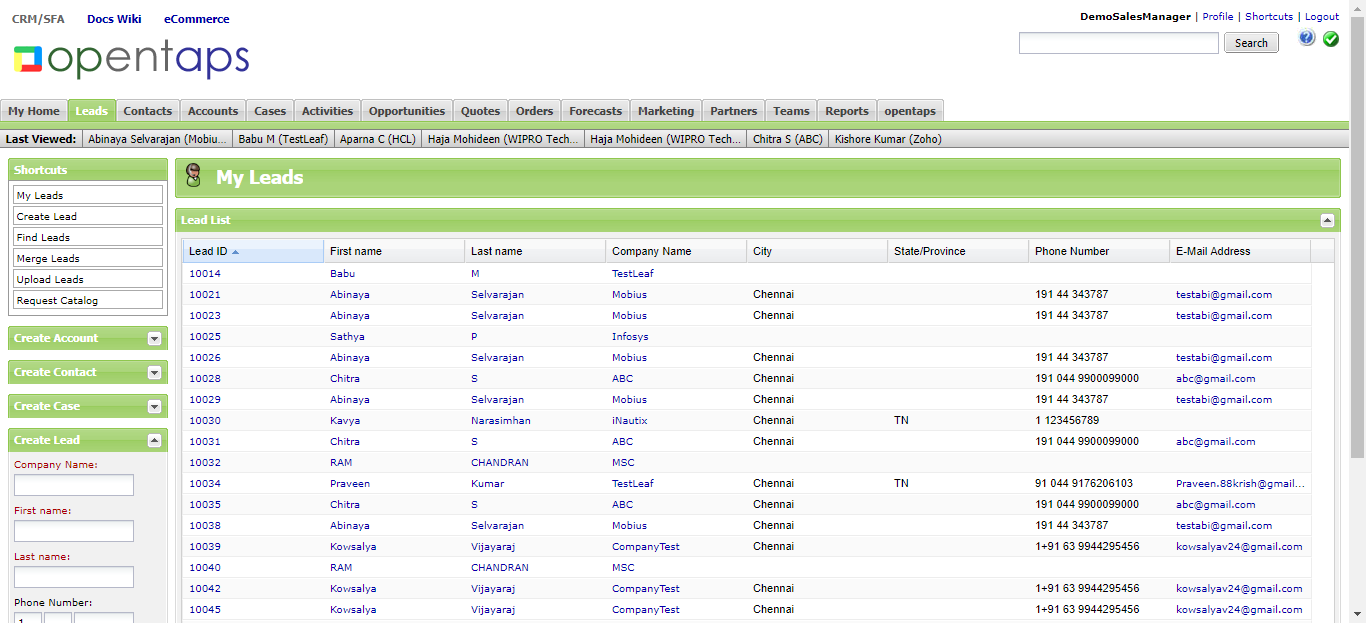 CRM/SFA Docs Wiki eCommerce
DemoSalesManager | Profile | Shortcuts | Logout
opentaps
Search
My Home Leads Contacts Accounts Cases Activities Opportunities Quotes Orders Forecasts Marketing Partners Teams Reports opentaps
Last Viewed: Abinaya Selvarajan (Mobiu... Babu M (TestLeaf) Aparna C (HCL) Haja Mohideen (WIPRO Tech... Haja Mohideen (WIPRO Tech... Chitra S (ABC) Kishore Kumar (Zoho)
Shortcuts
My Leads
Create Lead
Find Leads
Merge Leads
Upload Leads
Request Catalog
Create Account
Create Contact
Create Case
Create Lead
Company Name:
First name:
Last name:
Phone Number:
1
My Leads
Lead List
Lead ID First name Last name Company Name City State/Province Phone Number E-Mail Address
10014 Babu M TestLeaf
10021 Abinaya Selvarajan Mobius Chennai 191 44 343787 testabi@gmail.com
10023 Abinaya Selvarajan Mobius Chennai 191 44 343787 testabi@gmail.com
10025 Sathya P Infosys
10026 Abinaya Selvarajan Mobius Chennai 191 44 343787 testabi@gmail.com
10028 Chitra S ABC Chennai 191 044 9900099000 abc@gmail.com
10029 Abinaya Selvarajan Mobius Chennai 191 44 343787 testabi@gmail.com
10030 Kavya Narasimhan iNautix Chennai TN 1 123456789
10031 Chitra S ABC Chennai 191 044 9900099000 abc@gmail.com
10032 RAM CHANDRAN MSC
10034 Praveen Kumar TestLeaf Chennai TN 91 044 9176206103 Praveen.88krish@gmail...
10035 Chitra S ABC Chennai 191 044 9900099000 abc@gmail.com
10038 Abinaya Selvarajan Mobius Chennai 191 44 343787 testabi@gmail.com
10039 Kowsalya Vijayaraj CompanyTest Chennai 1+91 63 9944295456 kowsalyav24@gmail.com
10040 RAM CHANDRAN MSC
10042 Kowsalya Vijayaraj CompanyTest Chennai 1+91 63 9944295456 kowsalyav24@gmail.com
10045 Kowsalya Vijayaraj CompanyTest Chennai 1+91 63 9944295456 kowsalyav24@gmail.com